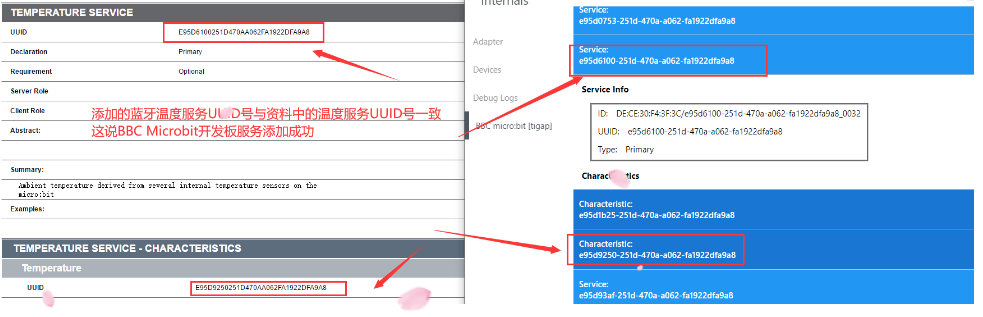 TEMPERATURE SERVICE
UUID
E95D6100251D470AA062FA1922DFA9A8
Declaration
Primary
Requirement
Optional
Server Role
Client Role
Abstract:
添加的蓝牙温度服务UUID号与资料中的温度服务UUID号一致
这说BBC Microbit开发板服务添加成功
Summary:
Ambient temperature derived from several internal temperature sensors on the
micro:bit
Examples:
TEMPERATURE SERVICE - CHARACTERISTICS
Temperature
UUID
E95D9250251D470AA062FA1922DFA9A8
Internals
Adapter
Devices
Debug Logs
BBC micro:bit [tigap]
Service:
e95d0753-251d-470a-a062-fa1922dfa9a8
Service:
e95d6100-251d-470a-a062-fa1922dfa9a8
Service Info
ID: DE:CE:30:F4:3F:3C/e95d6100-251d-470a-a062-fa1922dfa9a8_0032
UUID: e95d6100-251d-470a-a062-fa1922dfa9a8
Type: Primary
Characteristics
Characteristic:
e95d1b25-251d-470a-a062-fa1922dfa9a8
Characteristic:
e95d9250-251d-470a-a062-fa1922dfa9a8
Service:
e95d93af-251d-470a-a062-fa1922dfa9a8